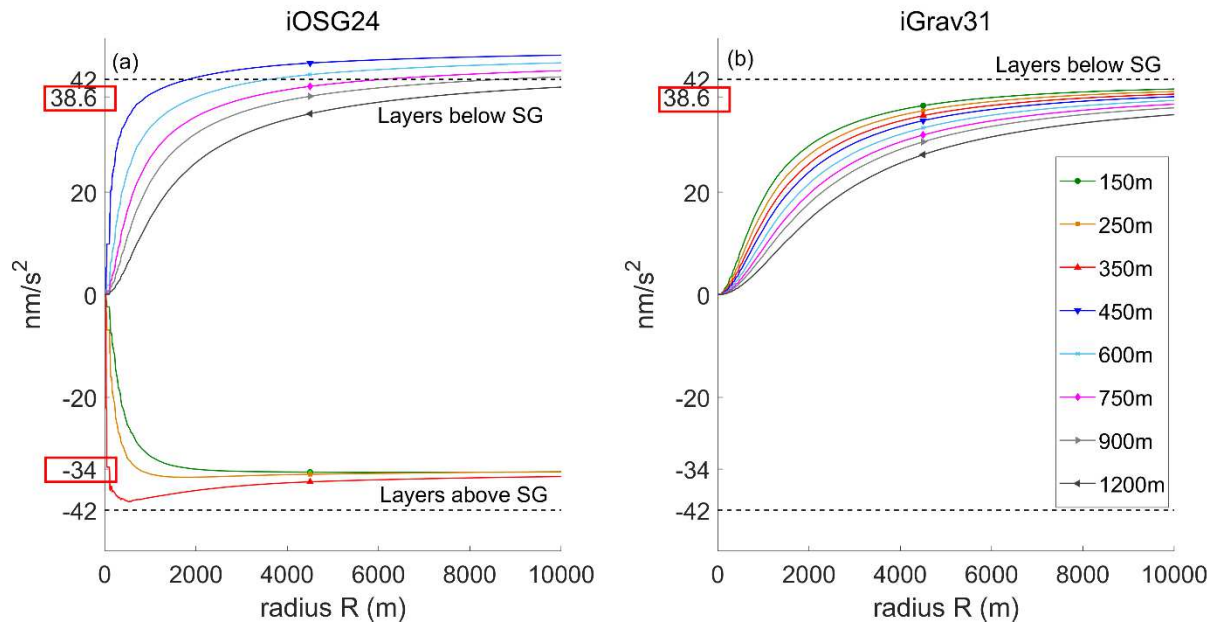 iOSG24
(a)
42
38.6
20
0
-20
-34
-42
nm/s²
Layers below SG
Layers above SG
0 2000 4000 6000 8000 10000
radius R (m)
iGrav31
(b)
Layers below SG
42
38.6
20
0
-20
-34
-42
nm/s²
150m
250m
350m
450m
600m
750m
900m
1200m
0 2000 4000 6000 8000 10000
radius R (m)